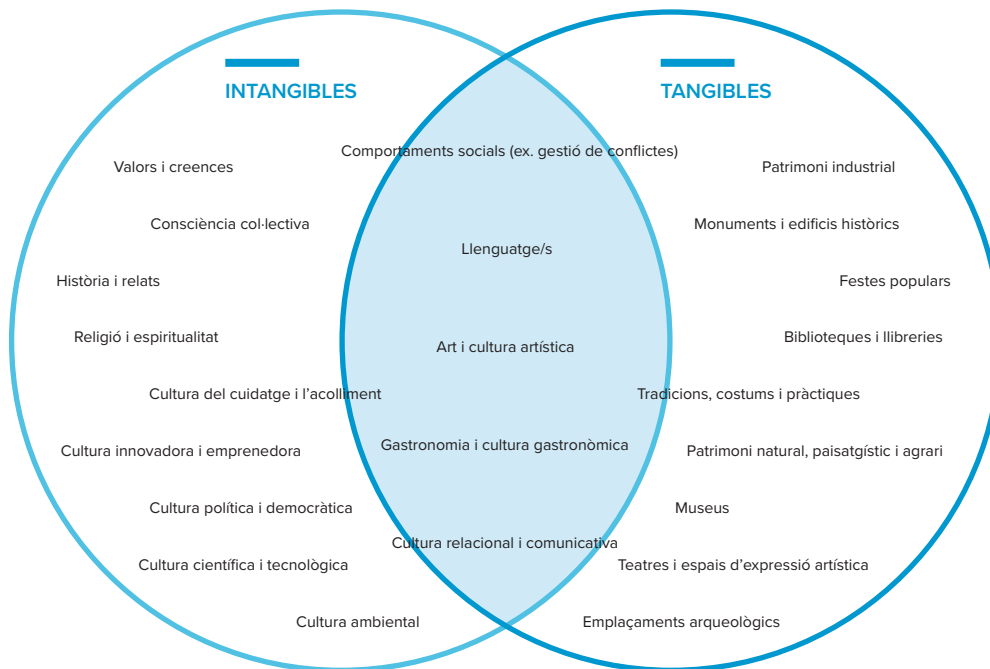 INTANGIBLES
Valors i creences
Consciència col·lectiva
Història i relats
Religió i espiritualitat
Cultura del cuidatge i l’acolliment
Cultura innovadora i emprenedora
Cultura política i democràtica
Cultura científica i tecnològica
Cultura ambiental
Comportaments socials (ex. gestió de conflictes)
Llenguatge/s
Art i cultura artística
Gastronomia i cultura gastronòmica
Cultura relacional i comunicativa
TANGIBLES
Patrimoni industrial
Monuments i edificis històrics
Festes populars
Biblioteques i llibreries
Tradicions, costums i pràctiques
Patrimoni natural, paisatgístic i agrari
Museus
Teatres i espais d’expressió artística
Emplaçaments arqueològics